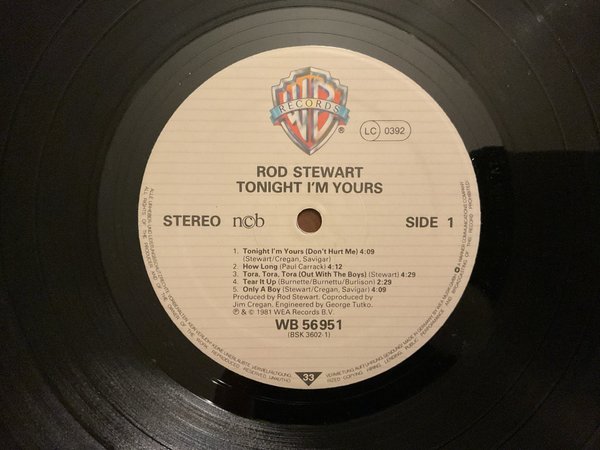 RECORDS
®
LC 0392
ROD STEWART
TONIGHT I'M YOURS
STEREO ncb SIDE 1
1. Tonight I'm Yours (Don't Hurt Me) 4:09
(Stewart/Cregan, Savigar)
2. How Long (Paul Carrack) 4:12
3. Tora, Tora, Tora (Out With The Boys) (Stewart) 4:29
4. Tear It Up (Burnette/Burnettu/Burlison) 2:29
5. Only A Boy (Stewart/Cregan, Savigar) 4:09
Produced by Rod Stewart. Coproduced by
Jim Cregan. Engineered by George Tutko.
℗ & © 1981 WEA Records B.V.
WB 56 951
(BSK 3602-1)
33